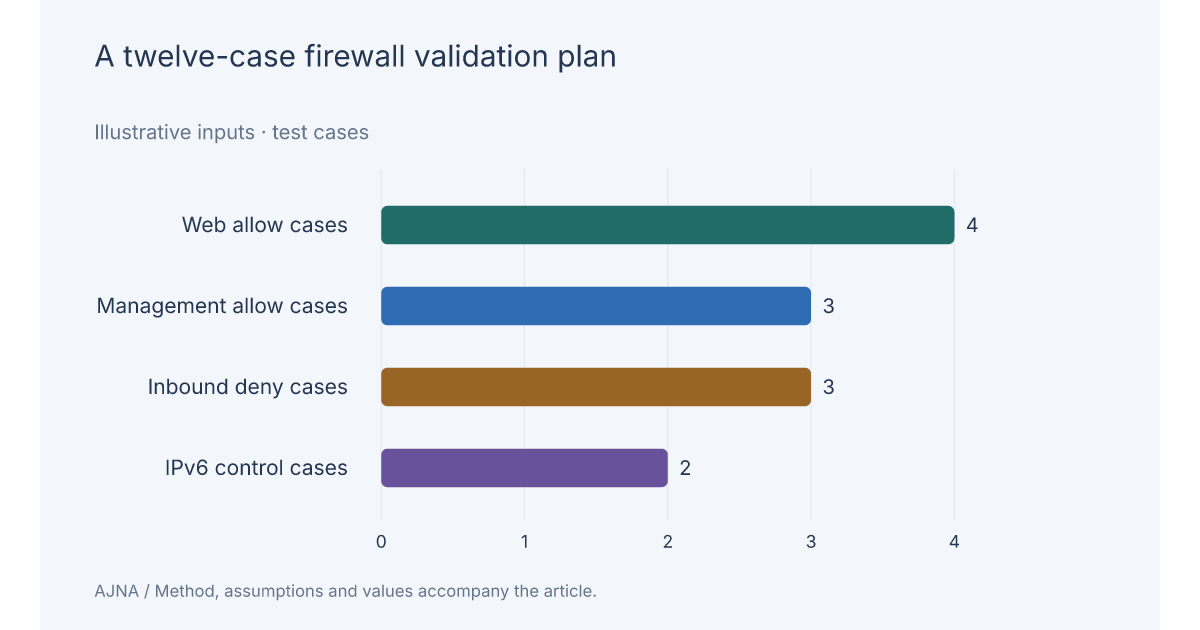 A twelve-case firewall validation plan
Illustrative inputs · test cases
Web allow cases 4
Management allow cases 3
Inbound deny cases 3
IPv6 control cases 2
0 1 2 3 4
AJNA / Method, assumptions and values accompany the article.